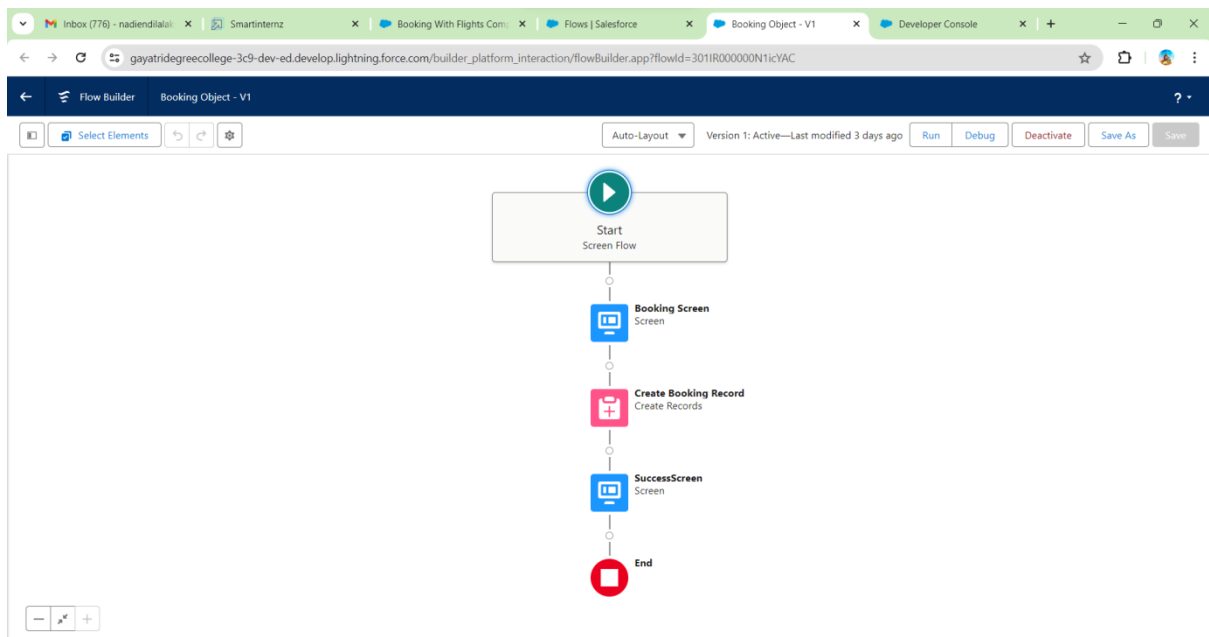 Inbox (776) - nadiendilalak
Smartinternz
Booking With Flights Comp
Flows | Salesforce
Booking Object - V1
Developer Console
gayatridegreecollege-3c9-dev-ed.develop.lightning.force.com/builder_platform_interaction/flowBuilder.app?flowId=301IR000000N1icYAC
Flow Builder Booking Object - V1 ?
Select Elements Auto-Layout Version 1: Active—Last modified 3 days ago Run Debug Deactivate Save As Save
Start
Screen Flow
Booking Screen
Screen
Create Booking Record
Create Records
SuccessScreen
Screen
End